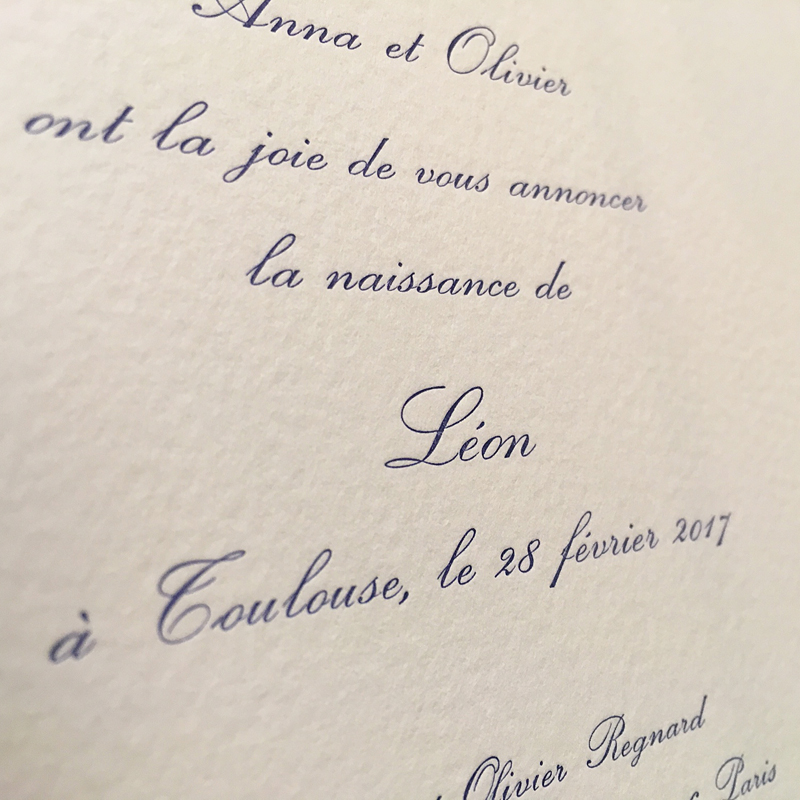 Anna et Olivier
ont la joie de vous annoncer
la naissance de
Léon
à Toulouse, le 28 février 2017
Olivier Regnard
Paris